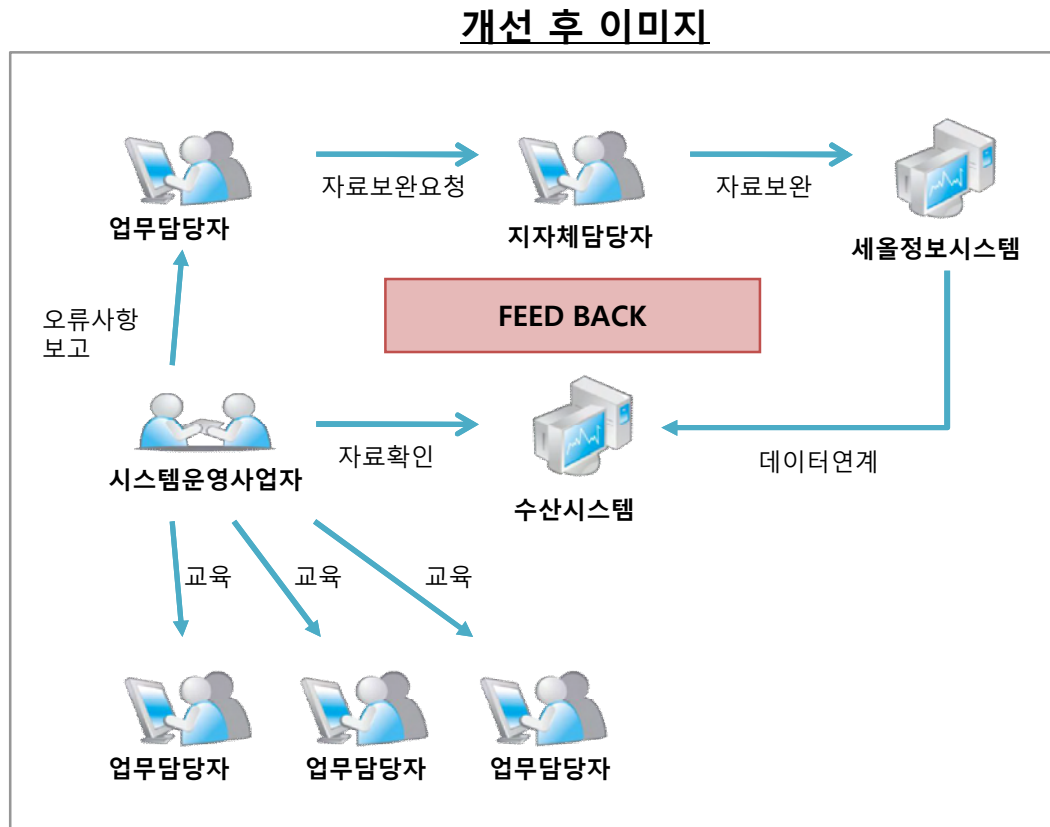 개선 후 이미지
자료보완요청
자료보완
업무담당자
지자체담당자
세올정보시스템
FEED BACK
오류사항
보고
자료확인
데이터연계
시스템운영사업자
수산시스템
교육
교육
교육
업무담당자
업무담당자
업무담당자